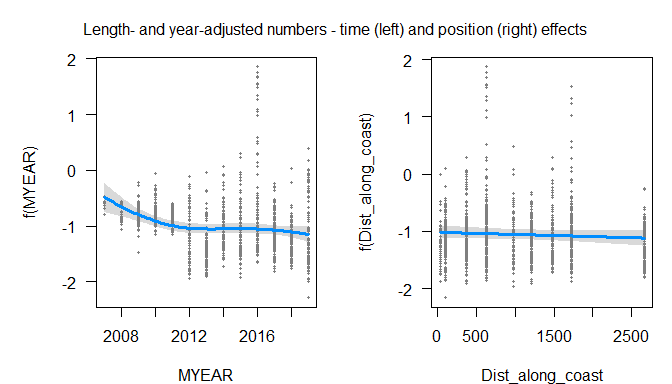 Length- and year-adjusted numbers - time (left) and position (right) effects
f(MYEAR)
2
1
0
-1
-2
2008 2012 2016
MYEAR
f(Dist_along_coast)
2
1
0
-1
-2
0 500 1500 2500
Dist_along_coast